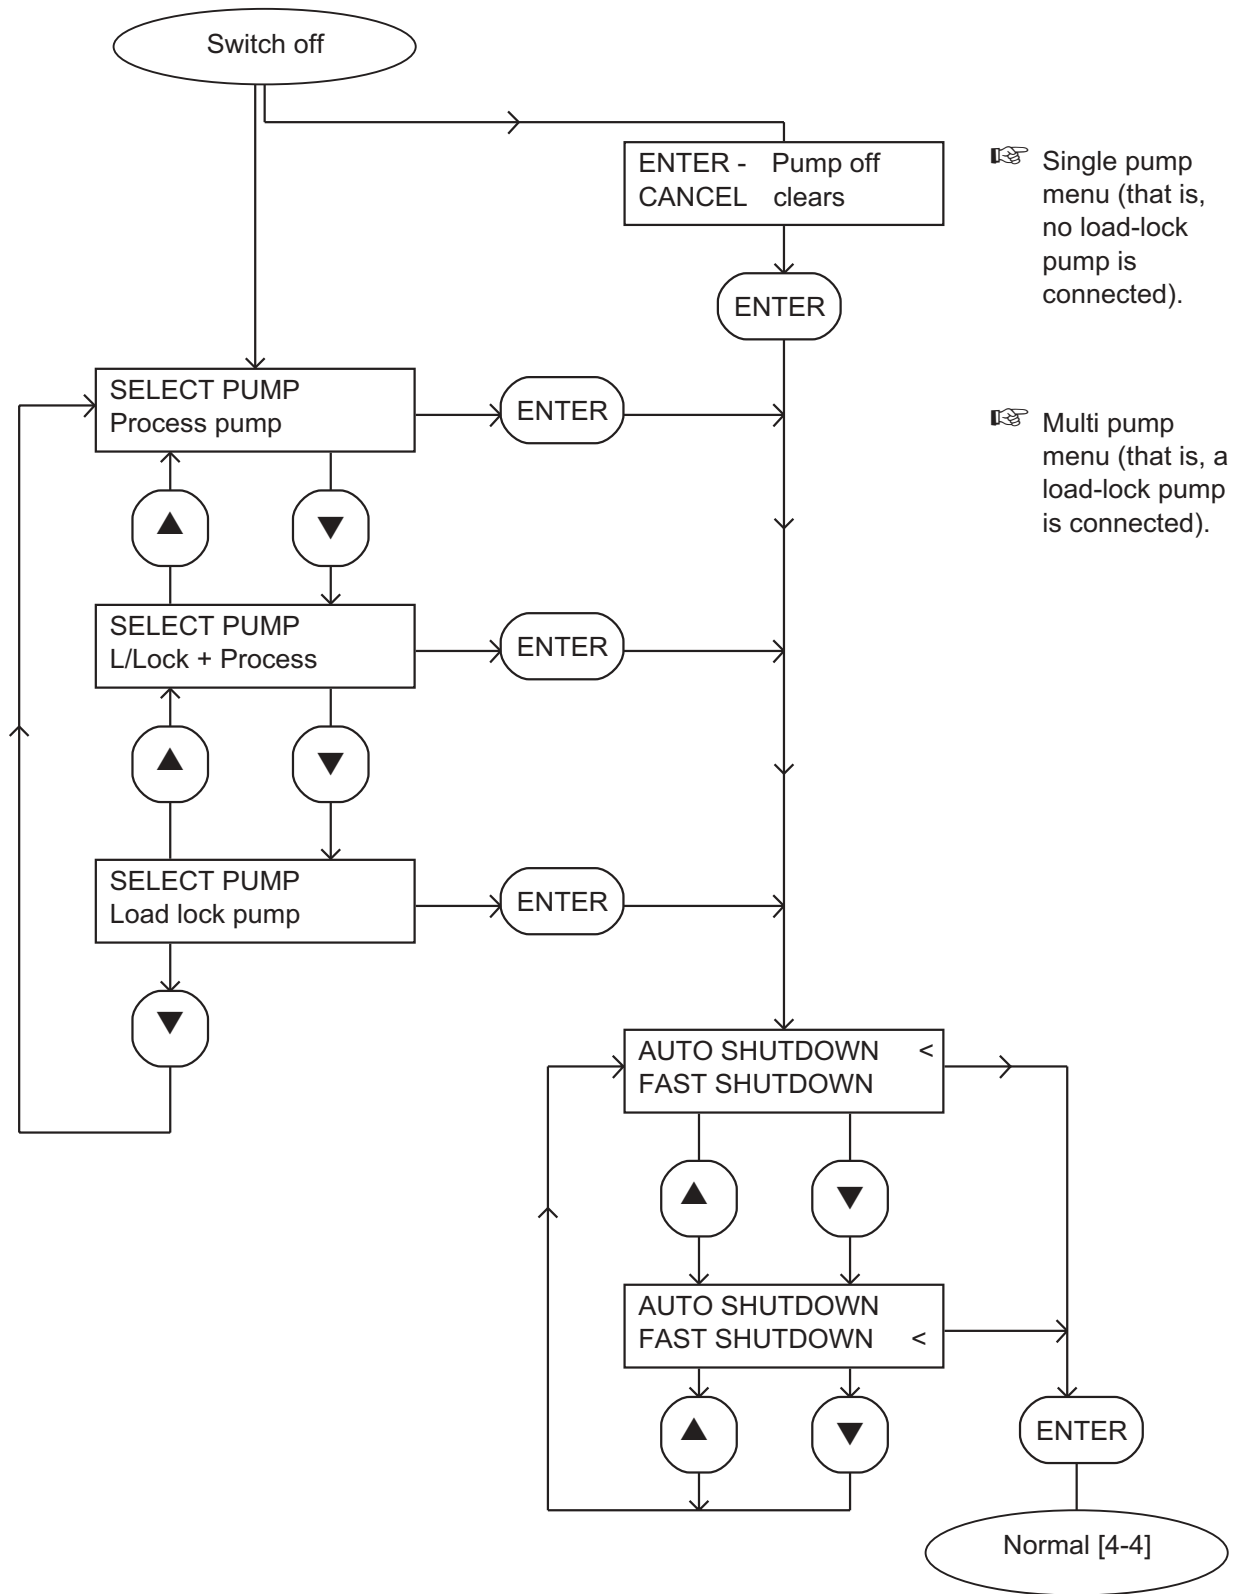 Switch off
ENTER - Pump off
CANCEL clears
Single pump
menu (that is,
no load-lock
pump is
connected).
ENTER
SELECT PUMP
Process pump
ENTER
Multi pump
menu (that is, a
load-lock pump
is connected).
▲ ▼
SELECT PUMP
L/Lock + Process
ENTER
▲ ▼
SELECT PUMP
Load lock pump
ENTER
▼
AUTO SHUTDOWN <
FAST SHUTDOWN
▲ ▼
AUTO SHUTDOWN
FAST SHUTDOWN <
▲ ▼
ENTER
Normal [4-4]